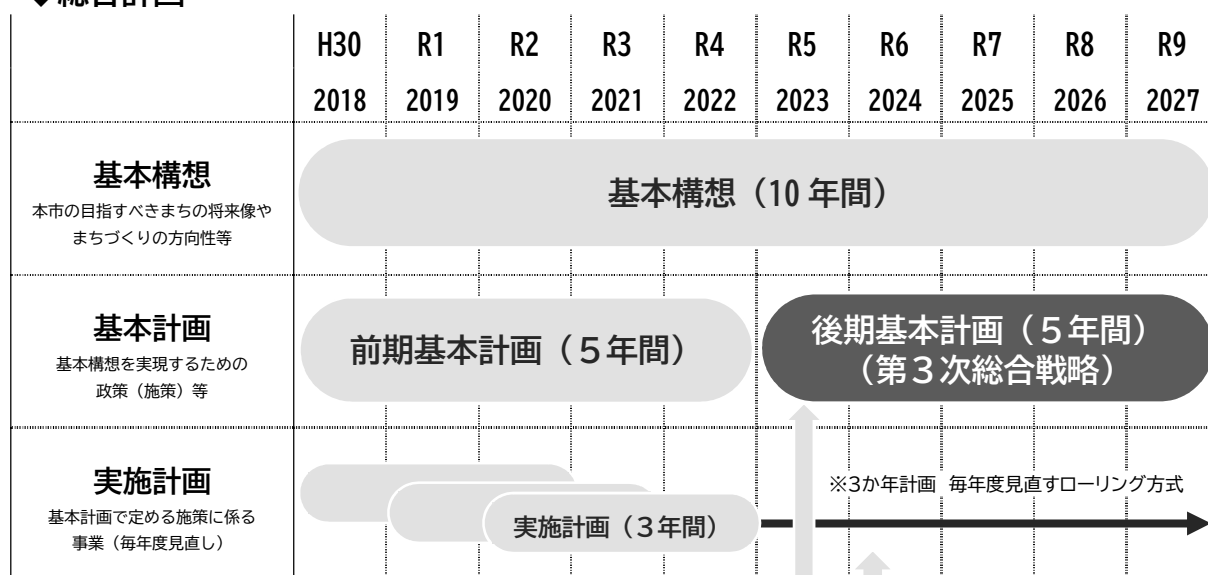 ◆総合計画
H30 R1 R2 R3 R4 R5 R6 R7 R8 R9
2018 2019 2020 2021 2022 2023 2024 2025 2026 2027
基本構想
本市の目指すべきまちの将来像や
まちづくりの方向性等
基本構想（10年間）
基本計画
基本構想を実現するための
政策（施策）等
前期基本計画（５年間）
後期基本計画（５年間）
（第３次総合戦略）
実施計画
基本計画で定める施策に係る
事業（毎年度見直し）
※3か年計画 毎年度見直すローリング方式
実施計画（３年間）